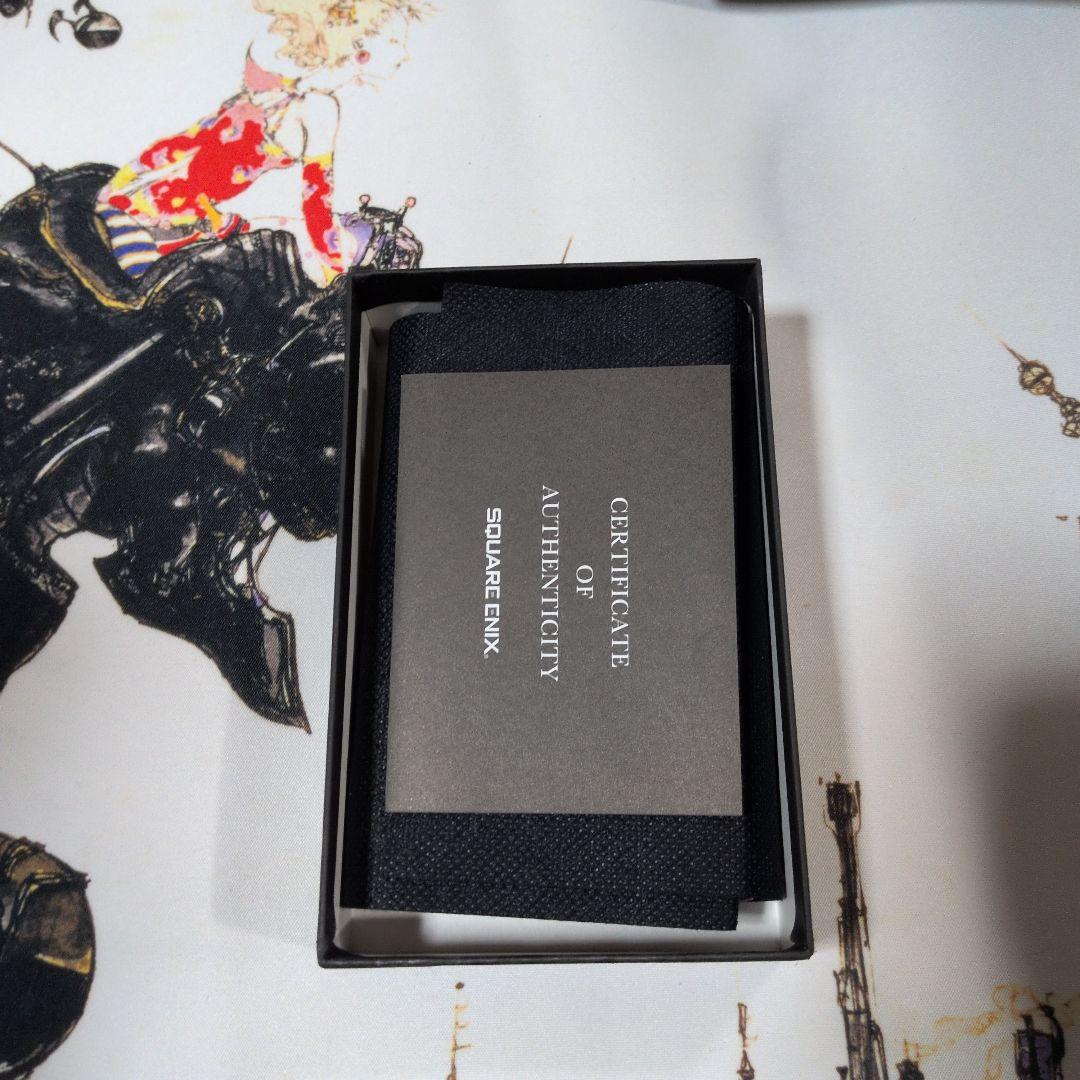 CERTIFICATE
OF
AUTHENTICITY
SQUARE ENIX.